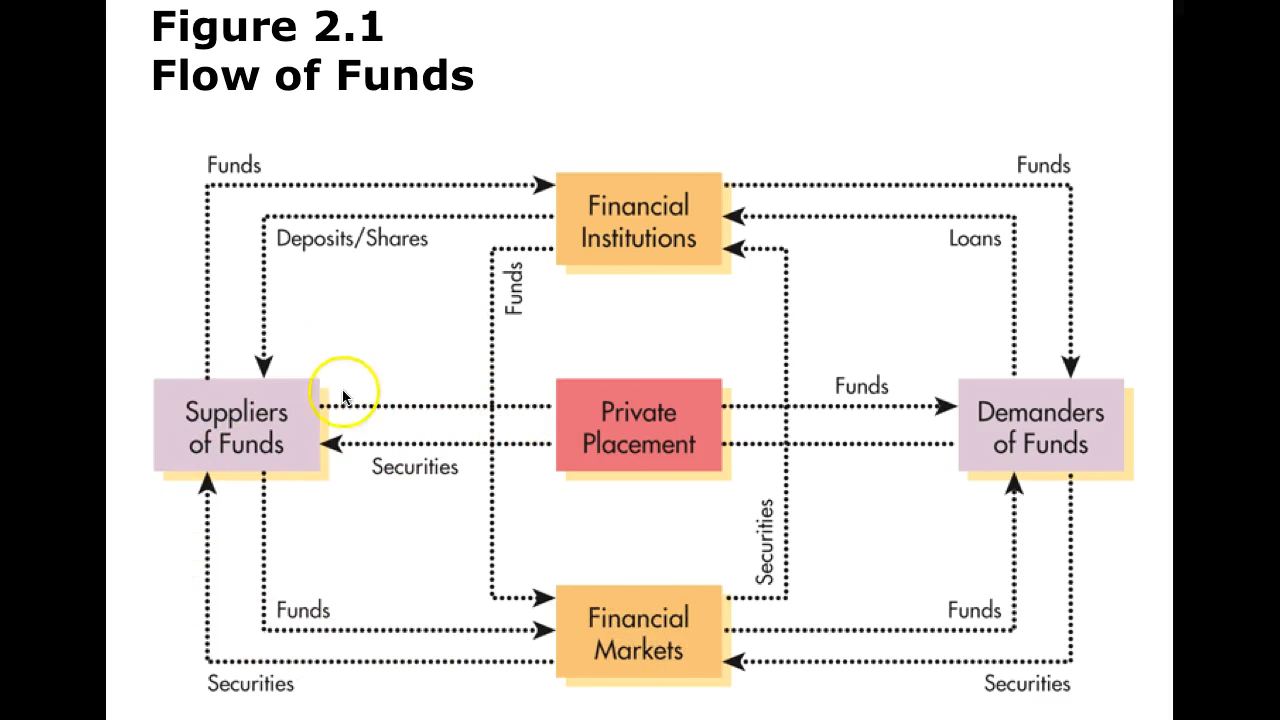 Figure 2.1
Flow of Funds
Funds
Funds
Financial
Institutions
Deposits/Shares
Loans
Funds
Suppliers
of Funds
Private
Placement
Funds
Demanders
of Funds
Securities
Securities
Funds
Financial
Markets
Funds
Securities
Securities